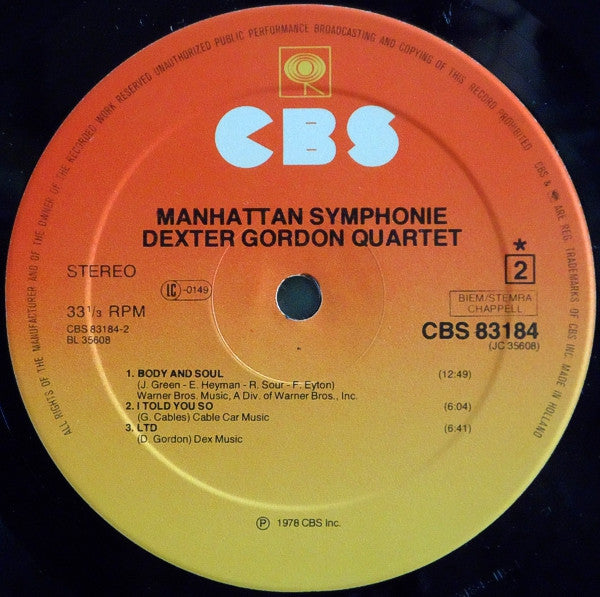 ALL RIGHTS OF THE MANUFACTURER AND OF THE OWNER OF THE RECORDED WORK RESERVED UNAUTHORIZED PUBLIC PERFORMANCE BROADCASTING AND COPYING OF THIS RECORD PROHIBITED CBS & ARE REG. TRADEMARKS OF CBS INC. MADE IN HOLLAND
CBS
MANHATTAN SYMPHONIE
DEXTER GORDON QUARTET
STEREO
LC -0149
*
2
33 1/3 RPM
BIEM/STEMRA
CHAPPELL
CBS 83184-2
BL 35608
CBS 83184
(JC 35608)
1. BODY AND SOUL (12:49)
(J. Green - E. Heyman - R. Sour - F. Eyton)
Warner Bros. Music, A Div. of Warner Bros., Inc.
2. I TOLD YOU SO (6:04)
(G. Cables) Cable Car Music
3. LTD (6:41)
(D. Gordon) Dex Music
Ⓟ 1978 CBS Inc.